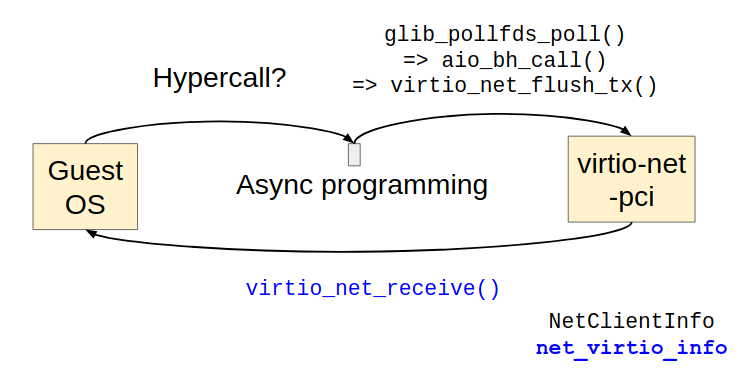 glib_pollfds_poll()
=> aio_bh_call()
=> virtio_net_flush_tx()
Hypercall?
Guest
OS
Async programming
virtio-net
-pci
virtio_net_receive()
NetClientInfo
net_virtio_info